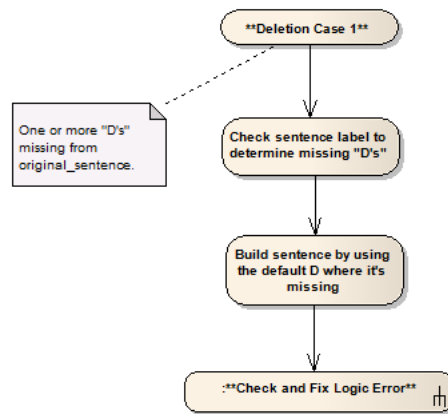 **Deletion Case 1**
One or more "D's"
missing from
original_sentence.
Check sentence label to
determine missing "D's"
Build sentence by using
the default D where it's
missing
:**Check and Fix Logic Error**